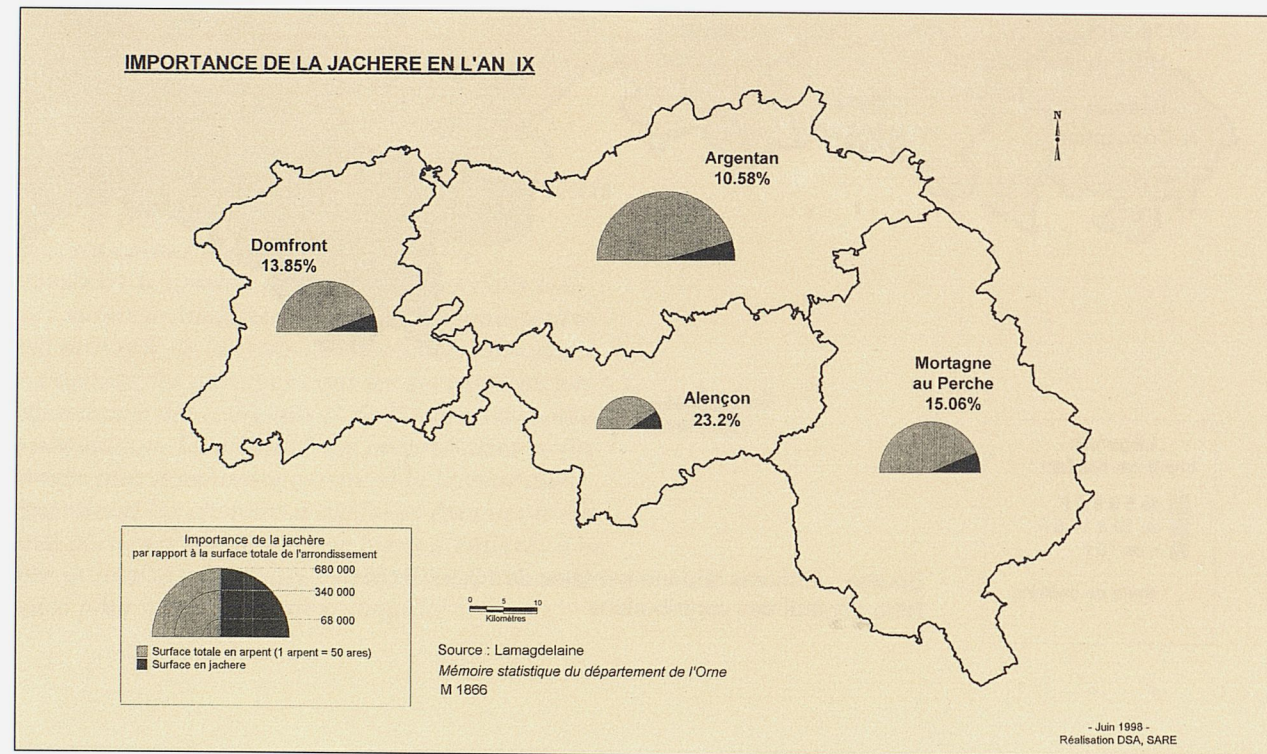 IMPORTANCE DE LA JACHERE EN L'AN IX
N
Argentan
10.58%
Domfront
13.85%
Mortagne
au Perche
15.06%
Alençon
23.2%
Importance de la jachère
par rapport à la surface totale de l'arrondissement
680 000
340 000
68 000
Surface totale en arpent (1 arpent = 50 ares)
Surface en jachere
0 5 10
Kilomètres
Source : Lamagdelaine
Mémoire statistique du département de l'Orne
M 1866
- Juin 1998 -
Réalisation DSA, SARE